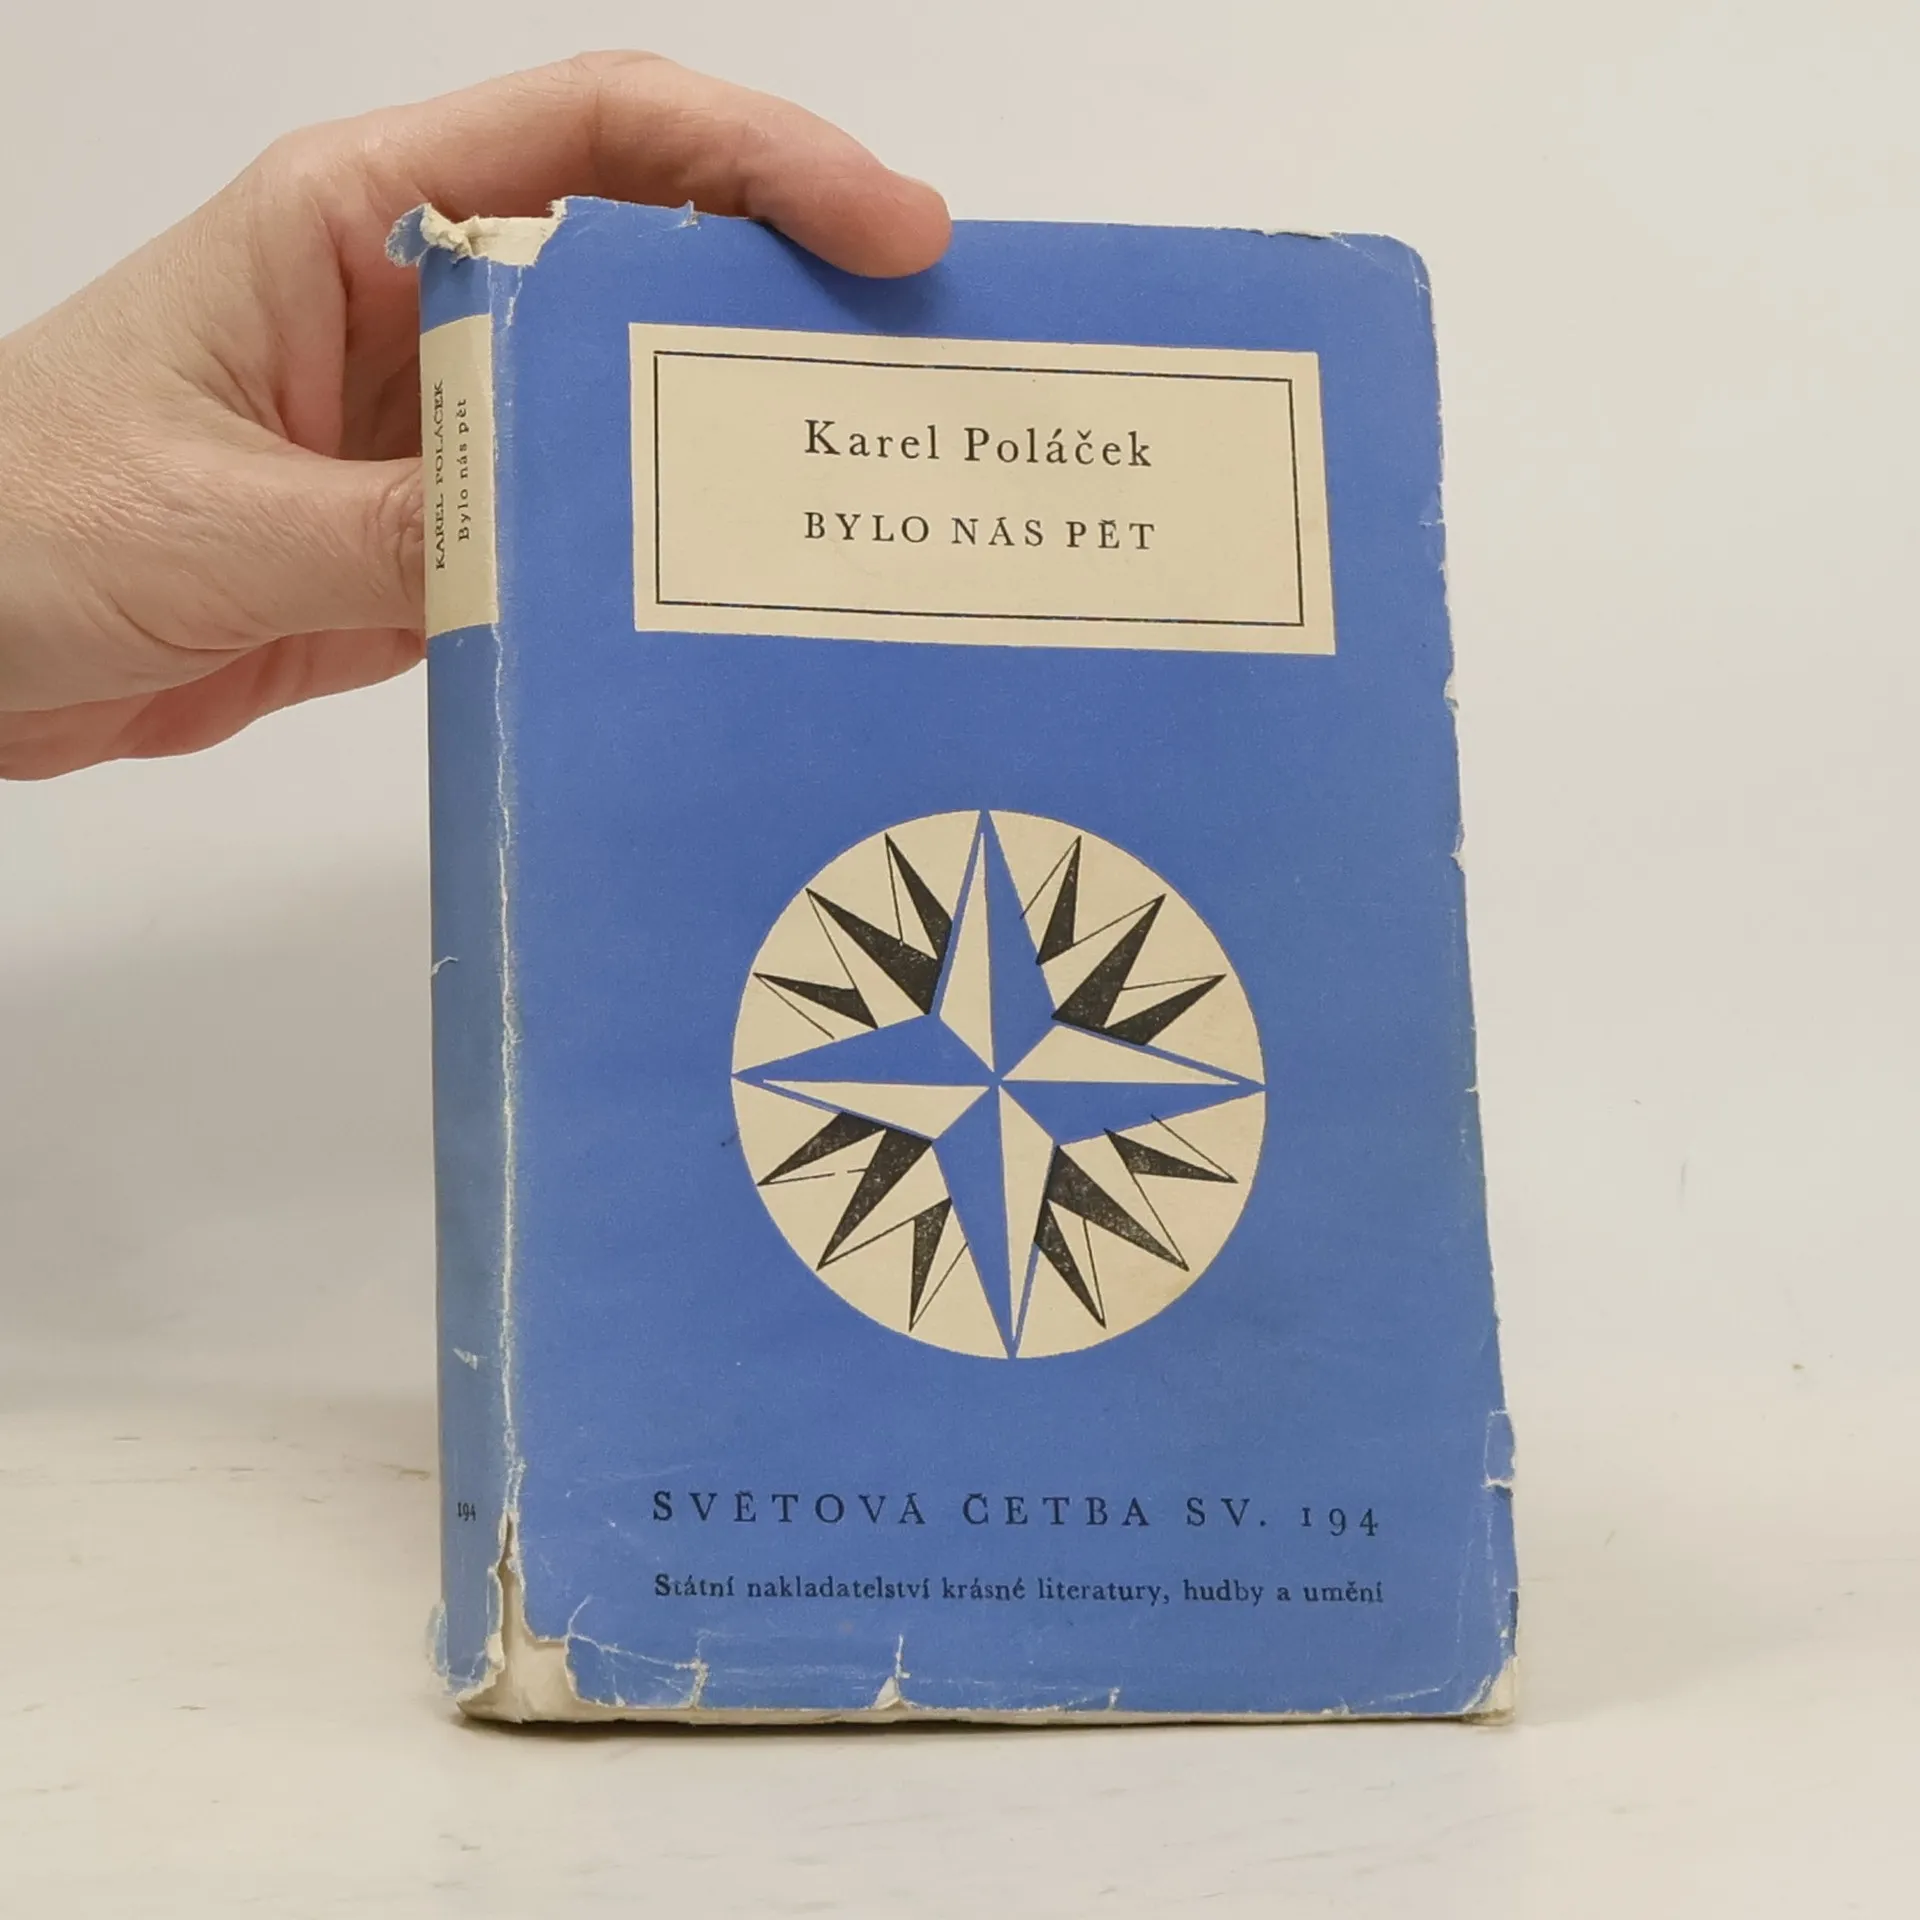 KAREL POLÁČEK
Bylo nás pět
194
Karel Poláček
BYLO NÁS PĚT
SVĚTOVÁ ČETBA SV. 194
Státní nakladatelství krásné literatury, hudby a umění